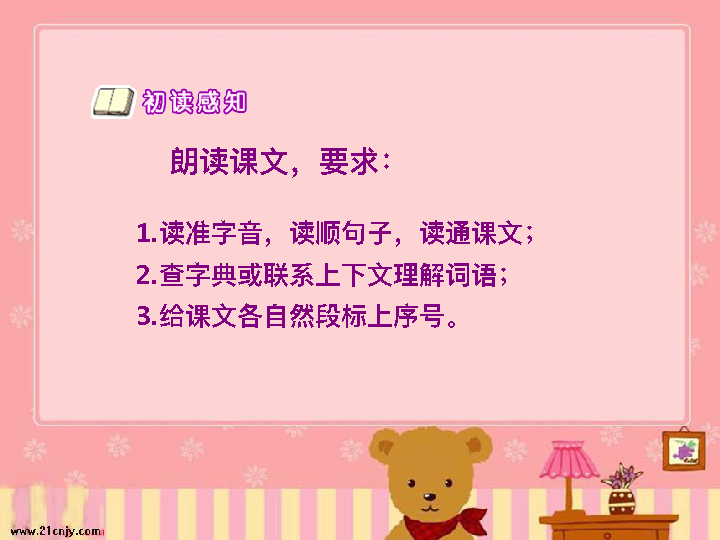 初读感知
朗读课文，要求：
1.读准字音，读顺句子，读通课文；
2.查字典或联系上下文理解词语；
3.给课文各自然段标上序号。
www.21cnjy.com